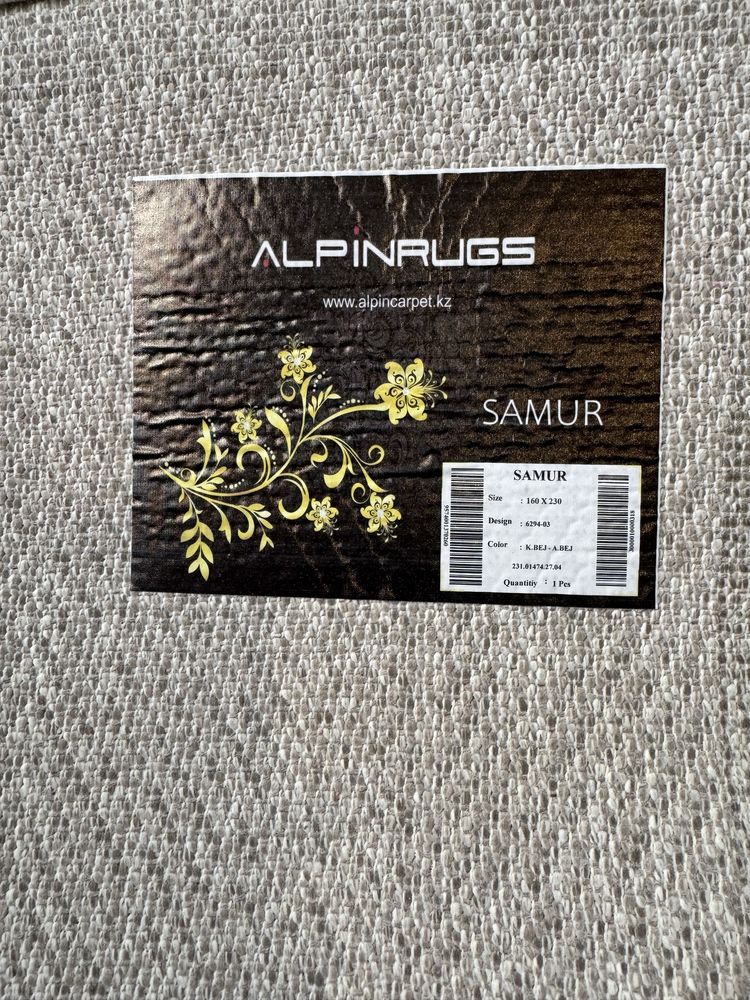 ALPINRUGS
www.alpincarpet.kz
SAMUR
SAMUR
Size : 160 X 230
Design : 6294-03
Color : K.BEJ - A.BEJ
231.01474.27.04
Quantitiy : 1 Pcs